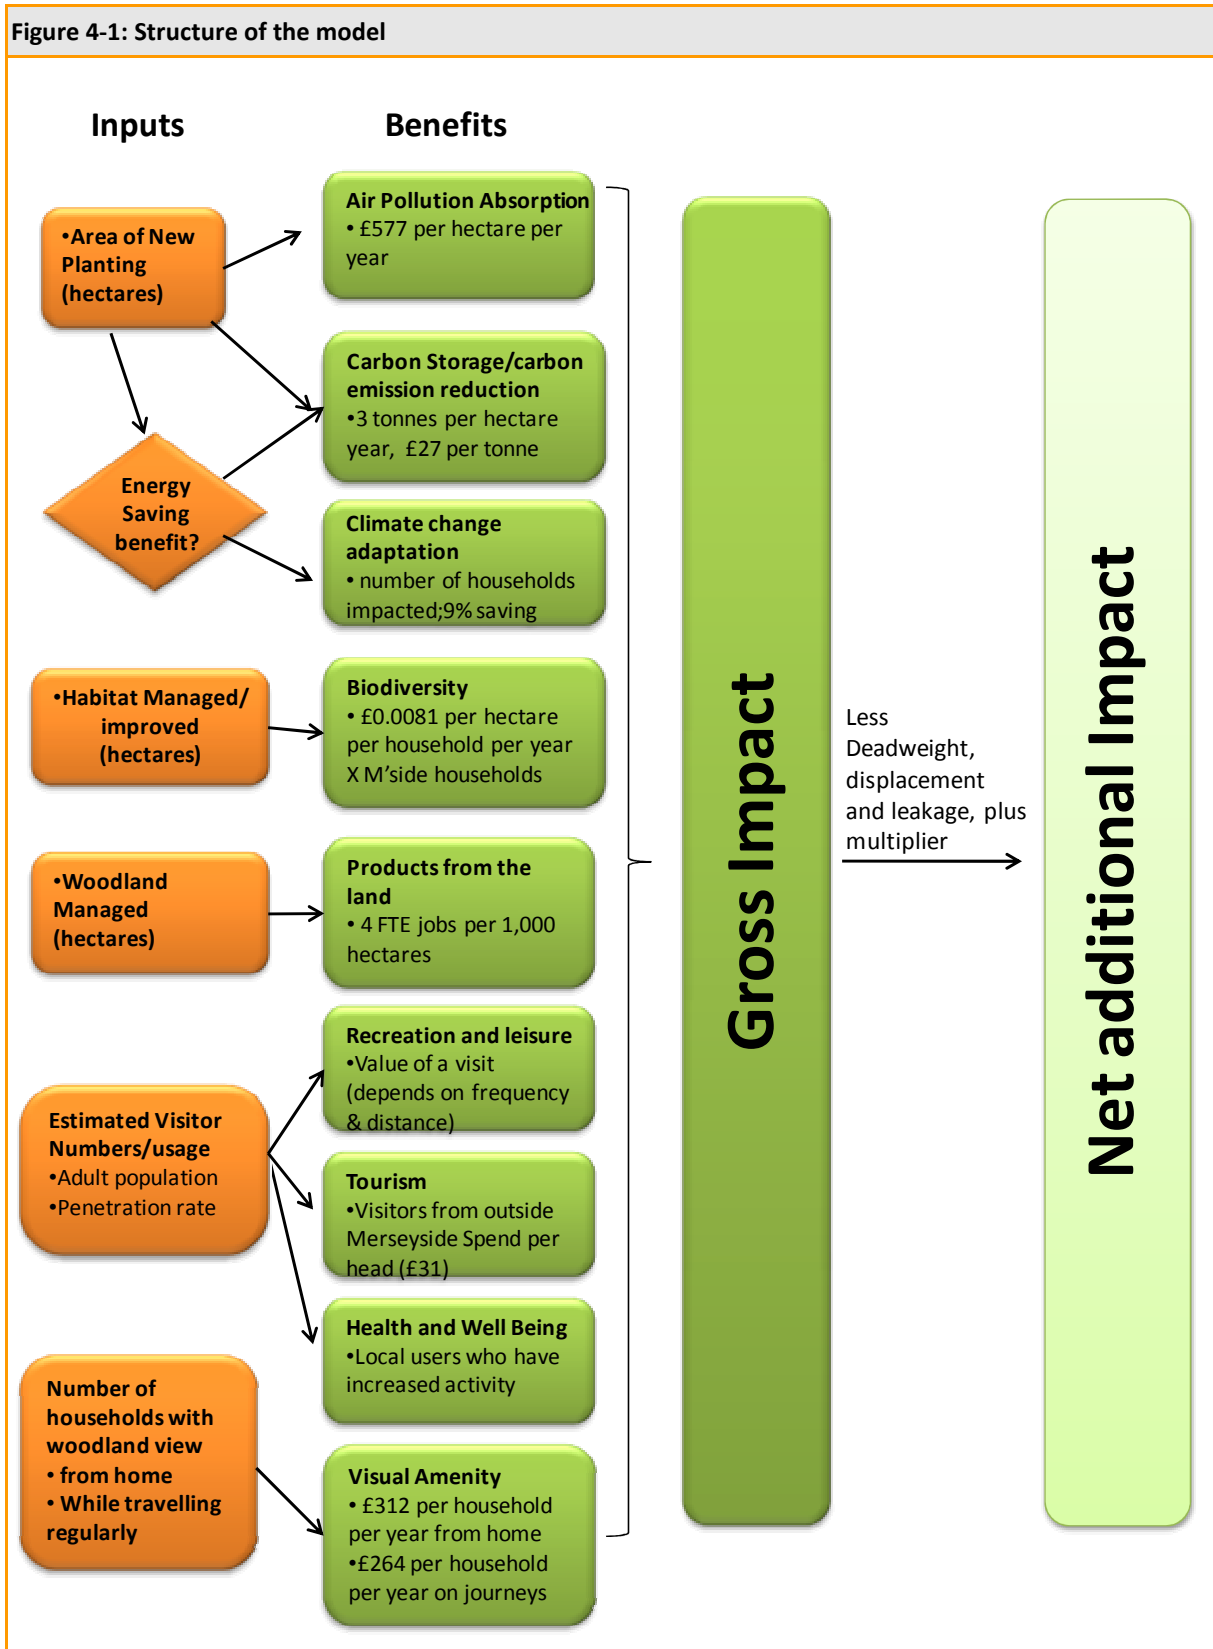 Figure 4-1: Structure of the model
Inputs
Benefits
•Area of New
Planting
(hectares)
Energy
Saving
benefit?
•Habitat Managed/
improved
(hectares)
•Woodland
Managed
(hectares)
Estimated Visitor
Numbers/usage
•Adult population
•Penetration rate
Number of
households with
woodland view
• from home
• While travelling
regularly
Air Pollution Absorption
• £577 per hectare per
year
Carbon Storage/carbon
emission reduction
•3 tonnes per hectare
year, £27 per tonne
Climate change
adaptation
• number of households
impacted;9% saving
Biodiversity
• £0.0081 per hectare
per household per year
X M’side households
Products from the
land
• 4 FTE jobs per 1,000
hectares
Recreation and leisure
•Value of a visit
(depends on frequency
& distance)
Tourism
•Visitors from outside
Merseyside Spend per
head (£31)
Health and Well Being
•Local users who have
increased activity
Visual Amenity
• £312 per household
per year from home
•£264 per household
per year on journeys
Gross Impact
Less
Deadweight,
displacement
and leakage, plus
multiplier
Net additional Impact